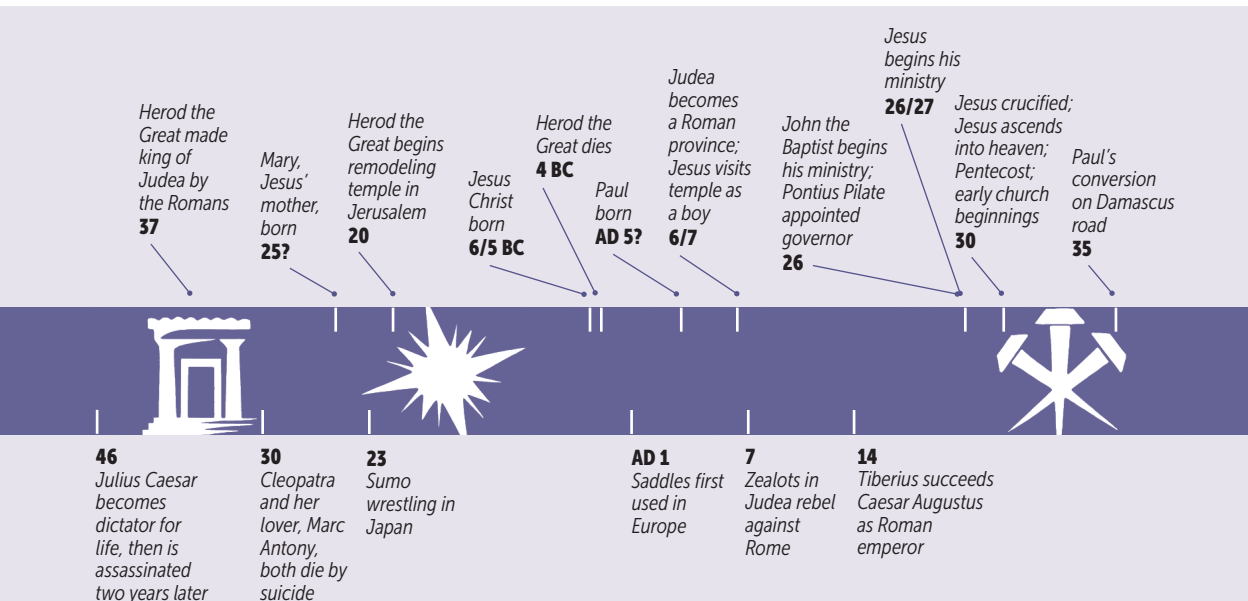 Herod the
Great made
king of
Judea by
the Romans
37
Mary,
Jesus’
mother,
born
25?
Herod the
Great begins
remodeling
temple in
Jerusalem
20
Jesus
Christ
born
6/5 BC
Herod the
Great dies
4 BC
Paul
born
AD 5?
Judea
becomes
a Roman
province;
Jesus visits
temple as
a boy
6/7
John the
Baptist begins
his ministry;
Pontius Pilate
appointed
governor
26
Jesus
begins his
ministry
26/27
Jesus crucified;
Jesus ascends
into heaven;
Pentecost;
early church
beginnings
30
Paul’s
conversion
on Damascus
road
35
46
Julius Caesar
becomes
dictator for
life, then is
assassinated
two years later
30
Cleopatra
and her
lover, Marc
Antony,
both die by
suicide
23
Sumo
wrestling in
Japan
AD 1
Saddles first
used in
Europe
7
Zealots in
Judea rebel
against
Rome
14
Tiberius succeeds
Caesar Augustus
as Roman
emperor